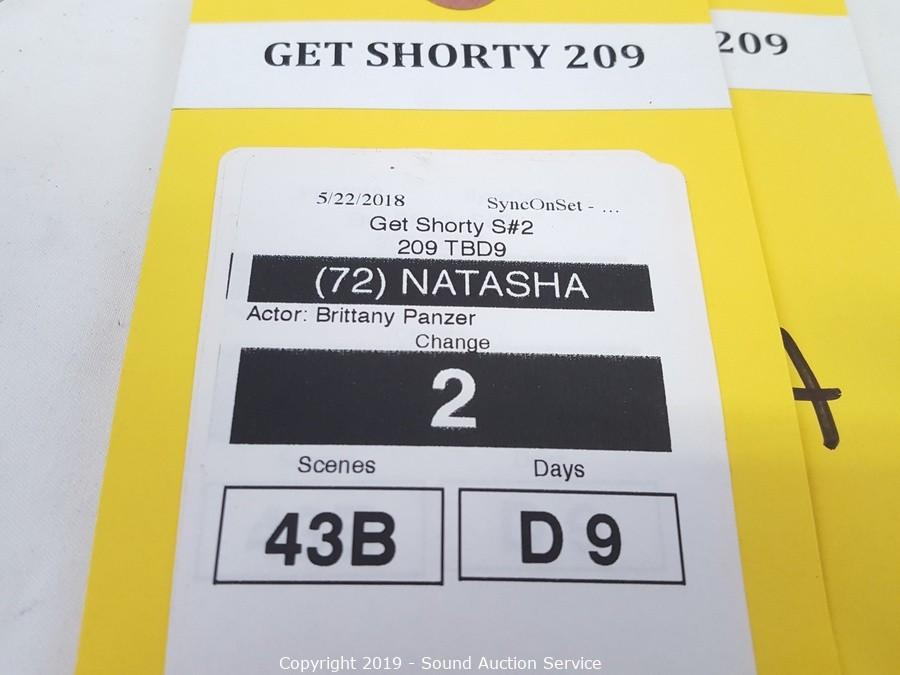 GET SHORTY 209
209
5/22/2018 SyncOnSet - ...
Get Shorty S#2
209 TBD9
(72) NATASHA
Actor: Brittany Panzer
Change
2
Scenes Days
43B D 9
A
Copyright 2019 - Sound Auction Service